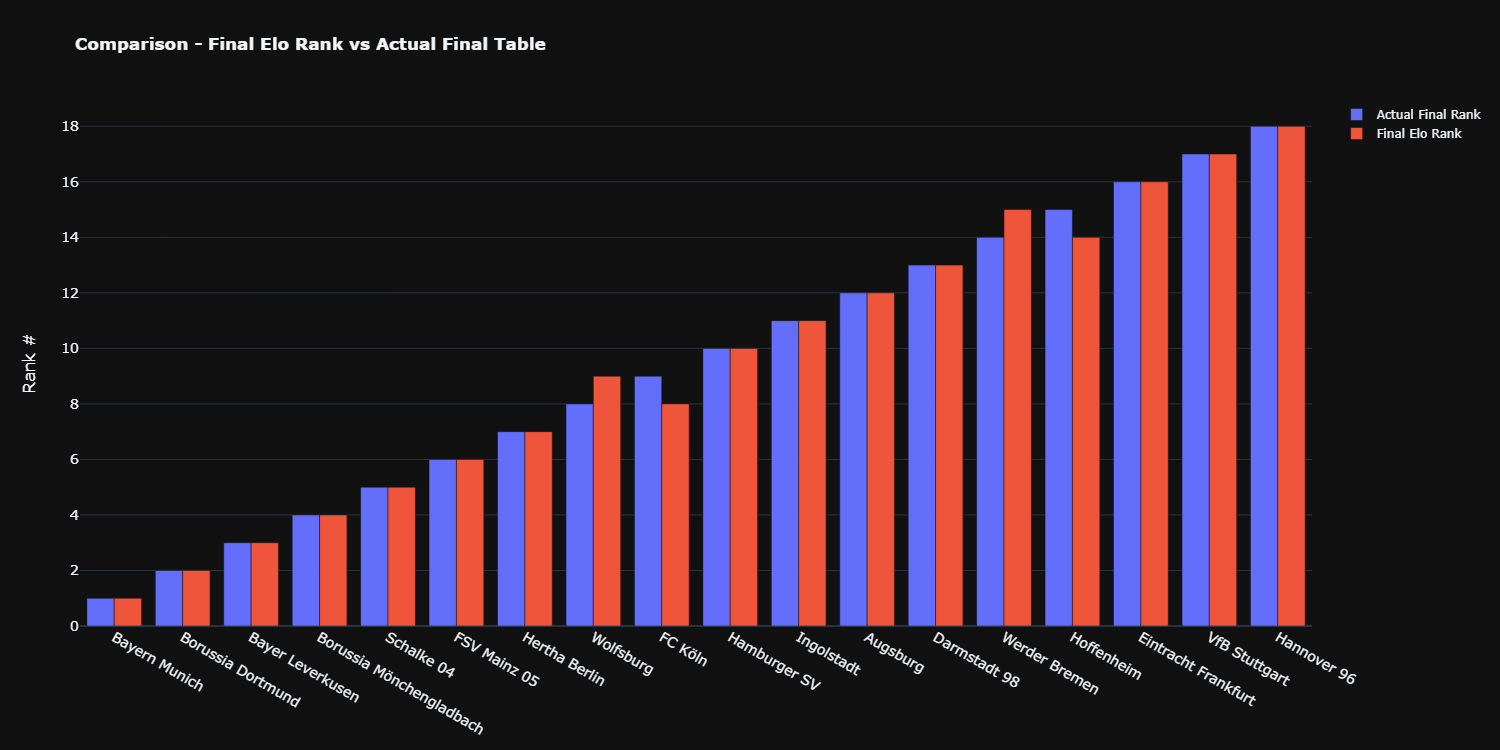 Comparison - Final Elo Rank vs Actual Final Table
Actual Final Rank
Final Elo Rank
Rank #
18
16
14
12
10
8
6
4
2
0
Bayern Munich
Borussia Dortmund
Bayer Leverkusen
Borussia Mönchengladbach
Schalke 04
FSV Mainz 05
Hertha Berlin
Wolfsburg
FC Köln
Hamburger SV
Ingolstadt
Augsburg
Darmstadt 98
Werder Bremen
Hoffenheim
Eintracht Frankfurt
VfB Stuttgart
Hannover 96